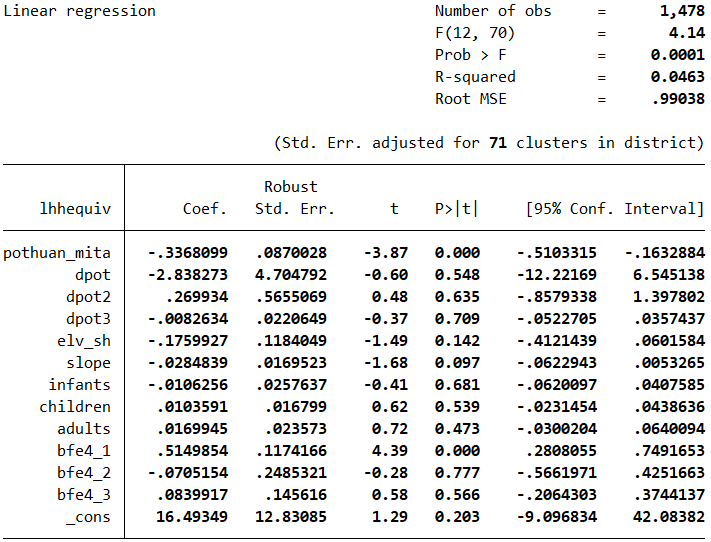 Linear regression Number of obs = 1,478
F(12, 70) = 4.14
Prob > F = 0.0001
R-squared = 0.0463
Root MSE = .99038
(Std. Err. adjusted for 71 clusters in district)
Robust
lhhequiv Coef. Std. Err. t P>|t| [95% Conf. Interval]
pothuan_mita -.3368099 .0870028 -3.87 0.000 -.5103315 -.1632884
dpot -2.838273 4.704792 -0.60 0.548 -12.22169 6.545138
dpot2 .269934 .5655069 0.48 0.635 -.8579338 1.397802
dpot3 -.0082634 .0220649 -0.37 0.709 -.0522705 .0357437
elv_sh -.1759927 .1184049 -1.49 0.142 -.4121439 .0601584
slope -.0284839 .0169523 -1.68 0.097 -.0622943 .0053265
infants -.0106256 .0257637 -0.41 0.681 -.0620097 .0407585
children .0103591 .016799 0.62 0.539 -.0231454 .0438636
adults .0169945 .023573 0.72 0.473 -.0300204 .0640094
bfe4_1 .5149854 .1174166 4.39 0.000 .2808055 .7491653
bfe4_2 -.0705154 .2485321 -0.28 0.777 -.5661971 .4251663
bfe4_3 .0839917 .145616 0.58 0.566 -.2064303 .3744137
_cons 16.49349 12.83085 1.29 0.203 -9.096834 42.08382